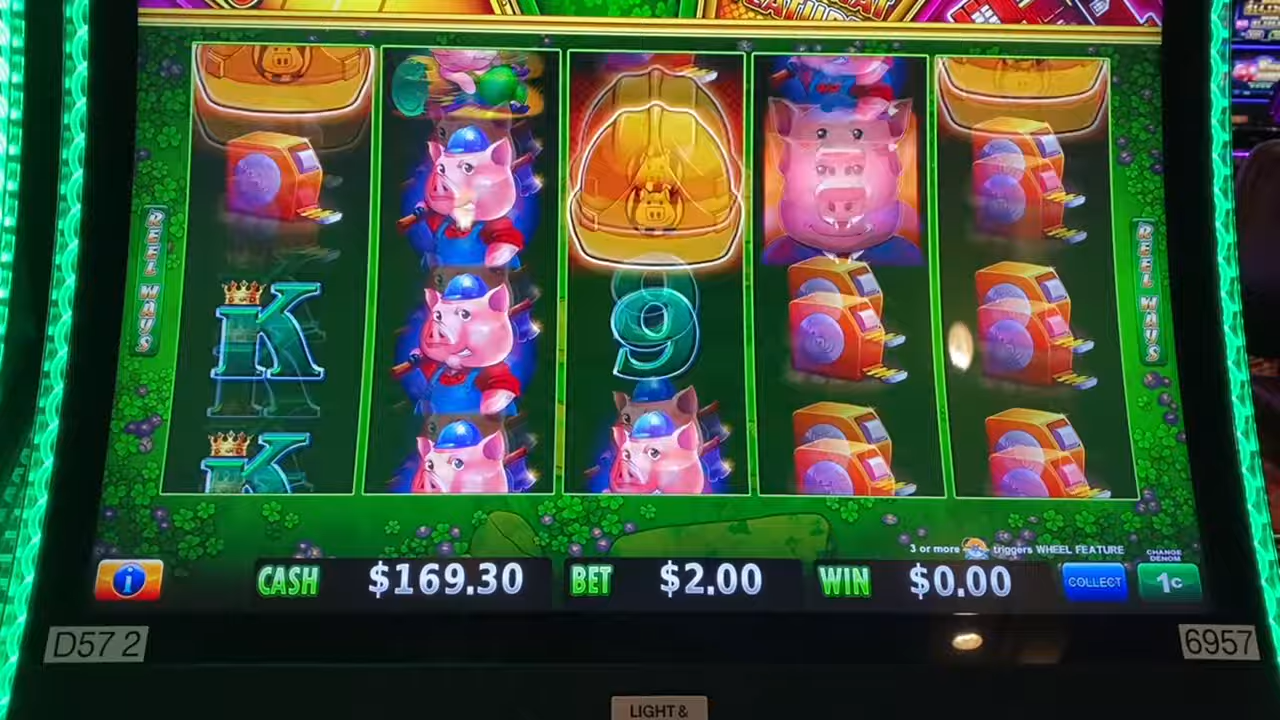 REEL WAYS
REEL WAYS
K
9
K
3 or more triggers WHEEL FEATURE
CHANGE
DENOM
i
CASH $169.30 BET $2.00 WIN $0.00 COLLECT 1¢
D57 2
6957
LIGHT &